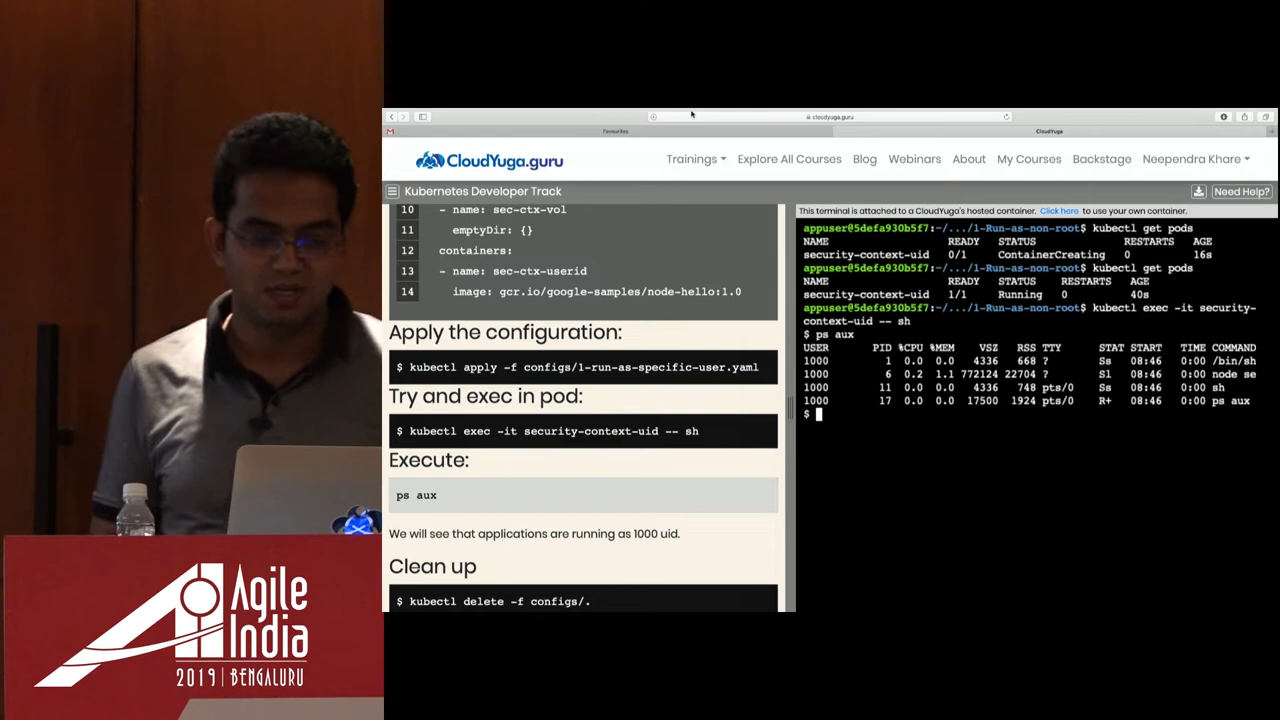 cloudyuga.guru
Favourites
CloudYuga
CloudYuga.guru
Trainings
Explore All Courses
Blog
Webinars
About
My Courses
Backstage
Neependra Khare
Kubernetes Developer Track
Need Help?
10 - name: sec-ctx-vol
11 emptyDir: {}
12 containers:
13 - name: sec-ctx-userid
14 image: gcr.io/google-samples/node-hello:1.0
Apply the configuration:
$ kubectl apply -f configs/1-run-as-specific-user.yaml
Try and exec in pod:
$ kubectl exec -it security-context-uid -- sh
Execute:
ps aux
We will see that applications are running as 1000 uid.
Clean up
$ kubectl delete -f configs/.
This terminal is attached to a CloudYuga's hosted container. Click here to use your own container.
appuser@5defa930b5f7:~/.../1-Run-as-non-root$ kubectl get pods
NAME READY STATUS RESTARTS AGE
security-context-uid 0/1 ContainerCreating 0 16s
appuser@5defa930b5f7:~/.../1-Run-as-non-root$ kubectl get pods
NAME READY STATUS RESTARTS AGE
security-context-uid 1/1 Running 0 40s
appuser@5defa930b5f7:~/.../1-Run-as-non-root$ kubectl exec -it security-
context-uid -- sh
$ ps aux
USER PID %CPU %MEM VSZ RSS TTY STAT START TIME COMMAND
1000 1 0.0 0.0 4336 668 ? Ss 08:46 0:00 /bin/sh
1000 6 0.2 1.1 772124 22704 ? Sl 08:46 0:00 node se
1000 11 0.0 0.0 4336 748 pts/0 Ss 08:46 0:00 sh
1000 17 0.0 0.0 17500 1924 pts/0 R+ 08:46 0:00 ps aux
$
Agile
India
2019 | BENGALURU